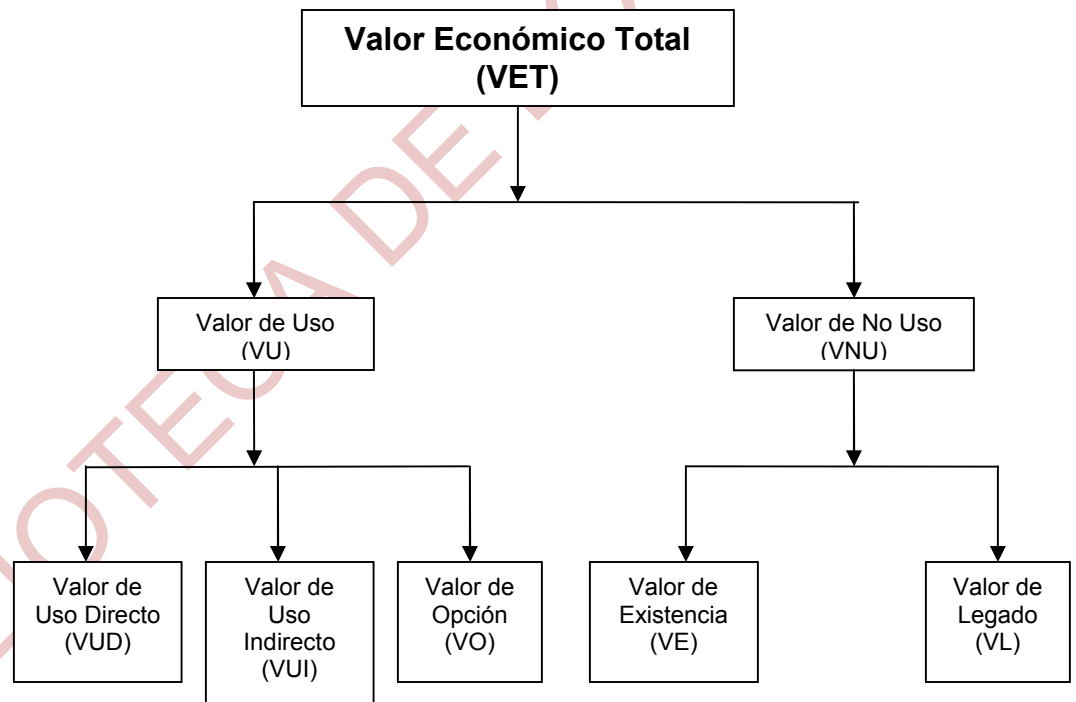 Valor Económico Total
(VET)
Valor de Uso
(VU)
Valor de No Uso
(VNU)
Valor de
Uso Directo
(VUD)
Valor de
Uso
Indirecto
(VUI)
Valor de
Opción
(VO)
Valor de
Existencia
(VE)
Valor de
Legado
(VL)